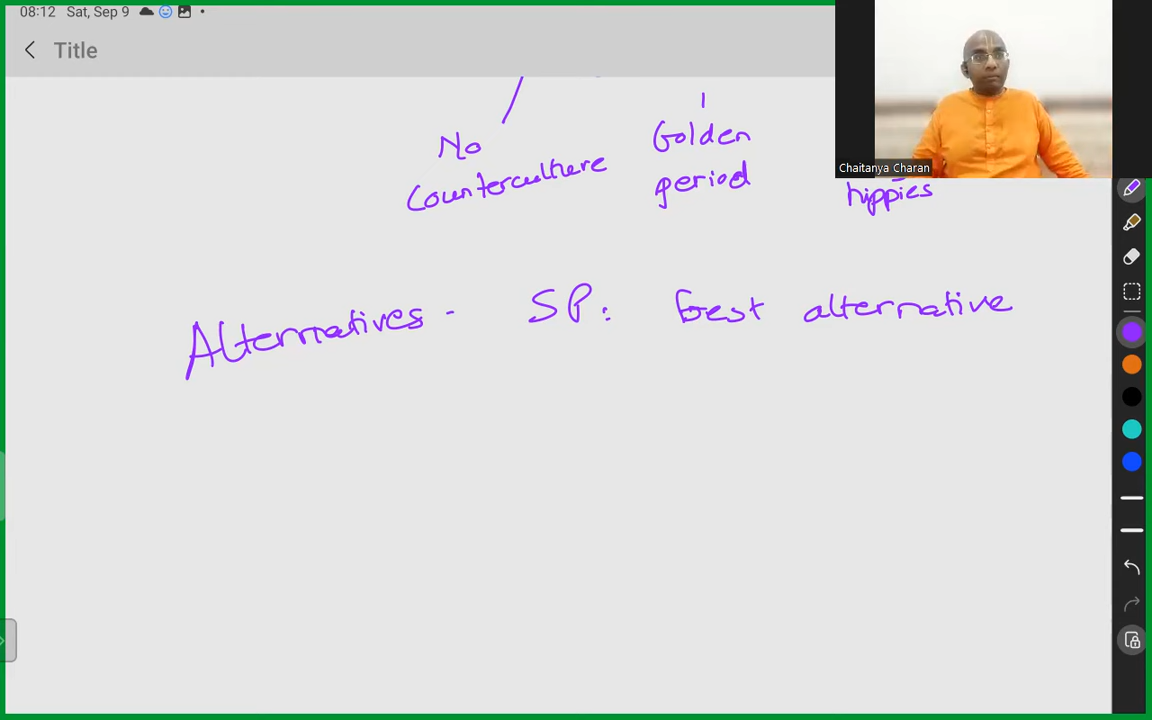 08:12 Sat, Sep 9
Title
Chaitanya Charan
No
Counterculture
Golden
period
hippies
Alternatives - SP: best alternative